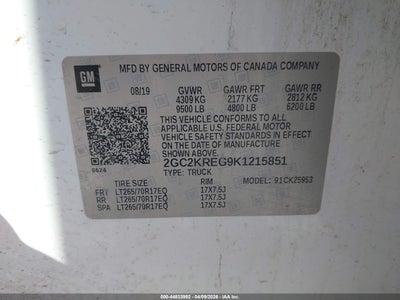 GM
MFD BY GENERAL MOTORS OF CANADA COMPANY
08/19 GVWR GAWR FRT GAWR RR
4309 KG 2177 KG 2812 KG
9500 LB 4800 LB 6200 LB
THIS VEHICLE CONFORMS TO ALL
APPLICABLE U.S. FEDERAL MOTOR
VEHICLE SAFETY STANDARDS IN EFFECT ON
THE DATE OF MANUFACTURE SHOWN ABOVE.
2GC2KREG9K1215851
0624 TYPE: TRUCK
TIRE SIZE RIM MODEL: 91CK25953
FRT LT265/70R17EQ 17X7.5J
RR LT265/70R17EQ 17X7.5J
SPA LT265/70R17EQ 17X7.5J
ID: 000-44833992 - 04/09/2026 - © IAA, LLC